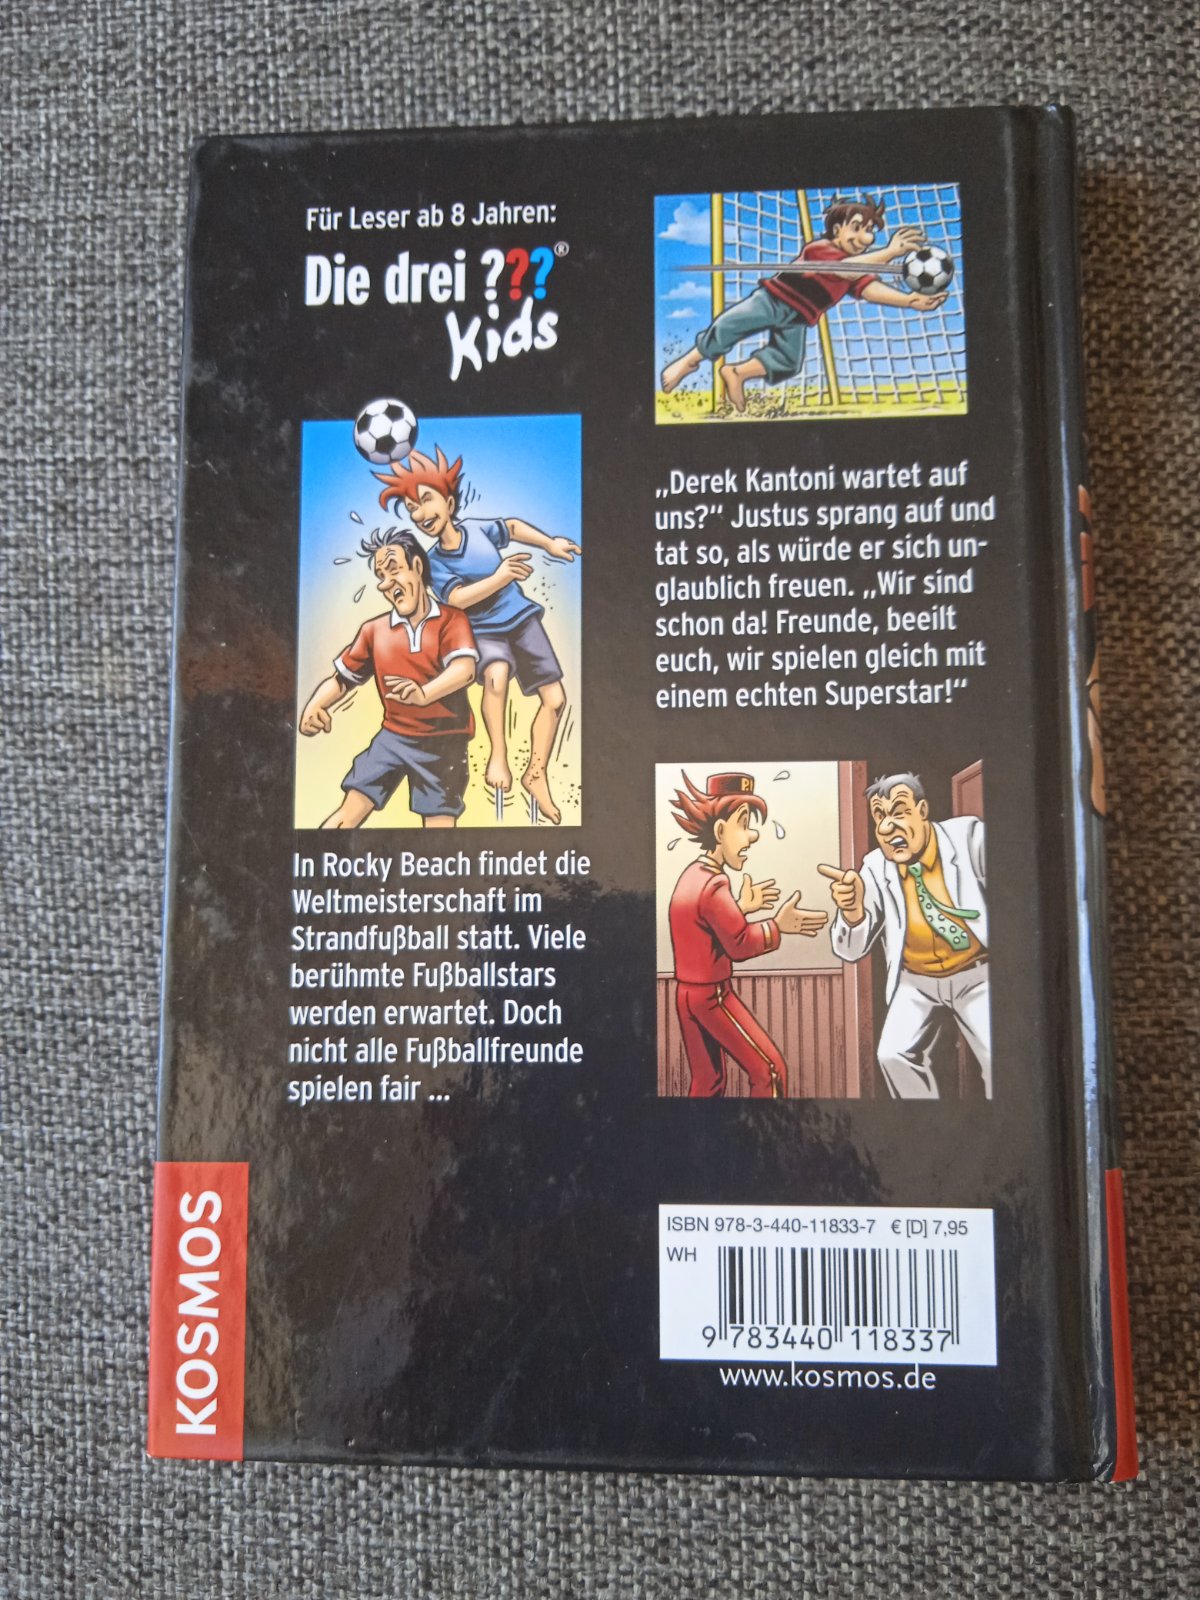 Für Leser ab 8 Jahren:
Die drei ???®
Kids
In Rocky Beach findet die
Weltmeisterschaft im
Strandfußball statt. Viele
berühmte Fußballstars
werden erwartet. Doch
nicht alle Fußballfreunde
spielen fair ...
„Derek Kantoni wartet auf
uns?“ Justus sprang auf und
tat so, als würde er sich un-
glaublich freuen. „Wir sind
schon da! Freunde, beeilt
euch, wir spielen gleich mit
einem echten Superstar!“
P.I
KOSMOS
ISBN 978-3-440-11833-7 € [D] 7,95
WH
9 783440 118337
www.kosmos.de